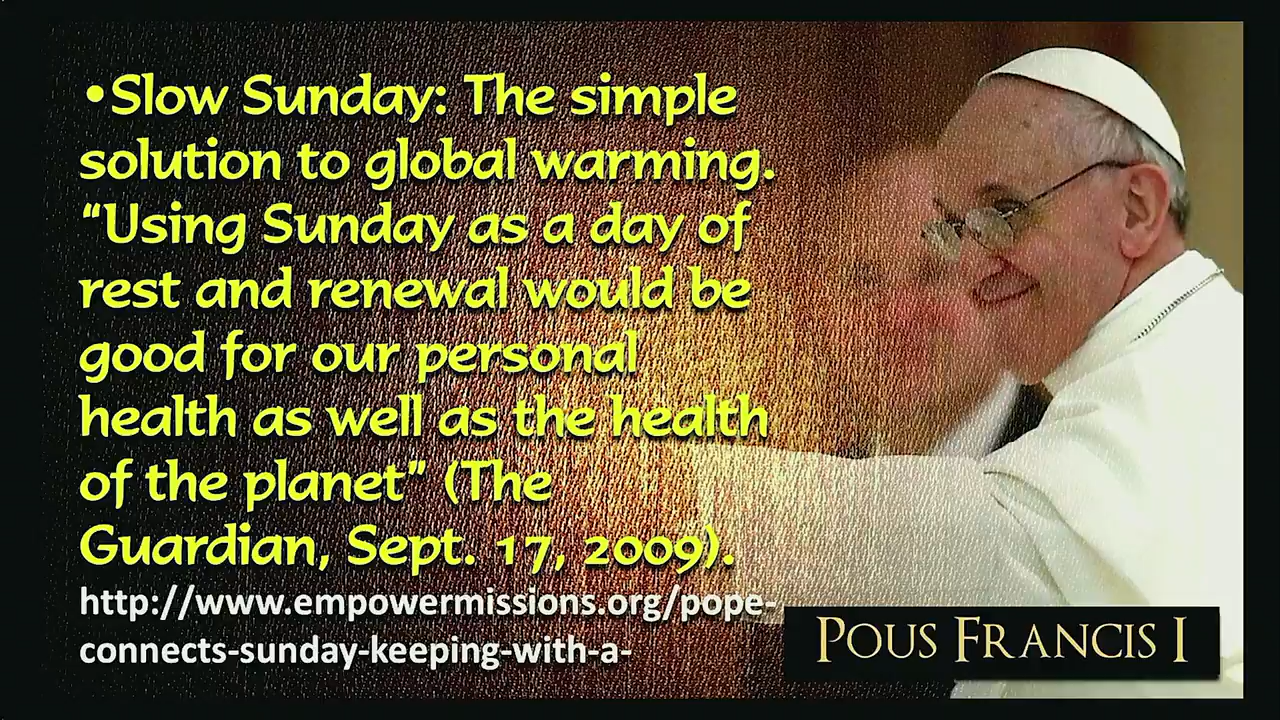 •Slow Sunday: The simple
solution to global warming.
“Using Sunday as a day of
rest and renewal would be
good for our personal
health as well as the health
of the planet” (The
Guardian, Sept. 17, 2009).
http://www.empowermissions.org/pope-
connects-sunday-keeping-with-a-
POUS FRANCIS I